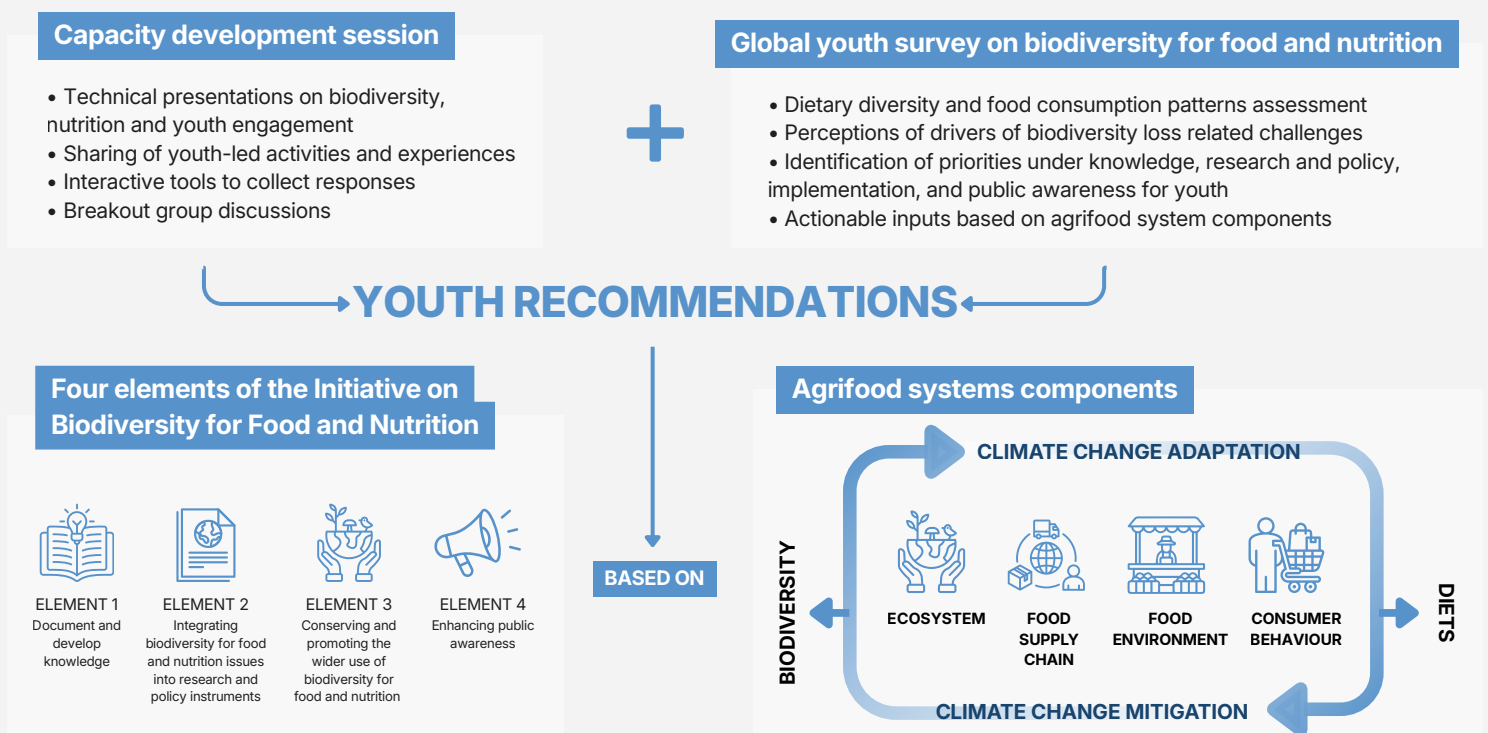 Capacity development session
• Technical presentations on biodiversity,
nutrition and youth engagement
• Sharing of youth-led activities and experiences
• Interactive tools to collect responses
• Breakout group discussions
Global youth survey on biodiversity for food and nutrition
• Dietary diversity and food consumption patterns assessment
• Perceptions of drivers of biodiversity loss related challenges
• Identification of priorities under knowledge, research and policy,
implementation, and public awareness for youth
• Actionable inputs based on agrifood system components
YOUTH RECOMMENDATIONS
Four elements of the Initiative on
Biodiversity for Food and Nutrition
ELEMENT 1
Document and
develop
knowledge
ELEMENT 2
Integrating
biodiversity for food
and nutrition issues
into research and
policy instruments
ELEMENT 3
Conserving and
promoting the
wider use of
biodiversity for
food and nutrition
ELEMENT 4
Enhancing public
awareness
BASED ON
Agrifood systems components
CLIMATE CHANGE ADAPTATION
BIODIVERSITY
ECOSYSTEM
FOOD
SUPPLY
CHAIN
FOOD
ENVIRONMENT
CONSUMER
BEHAVIOUR
DIETS
CLIMATE CHANGE MITIGATION